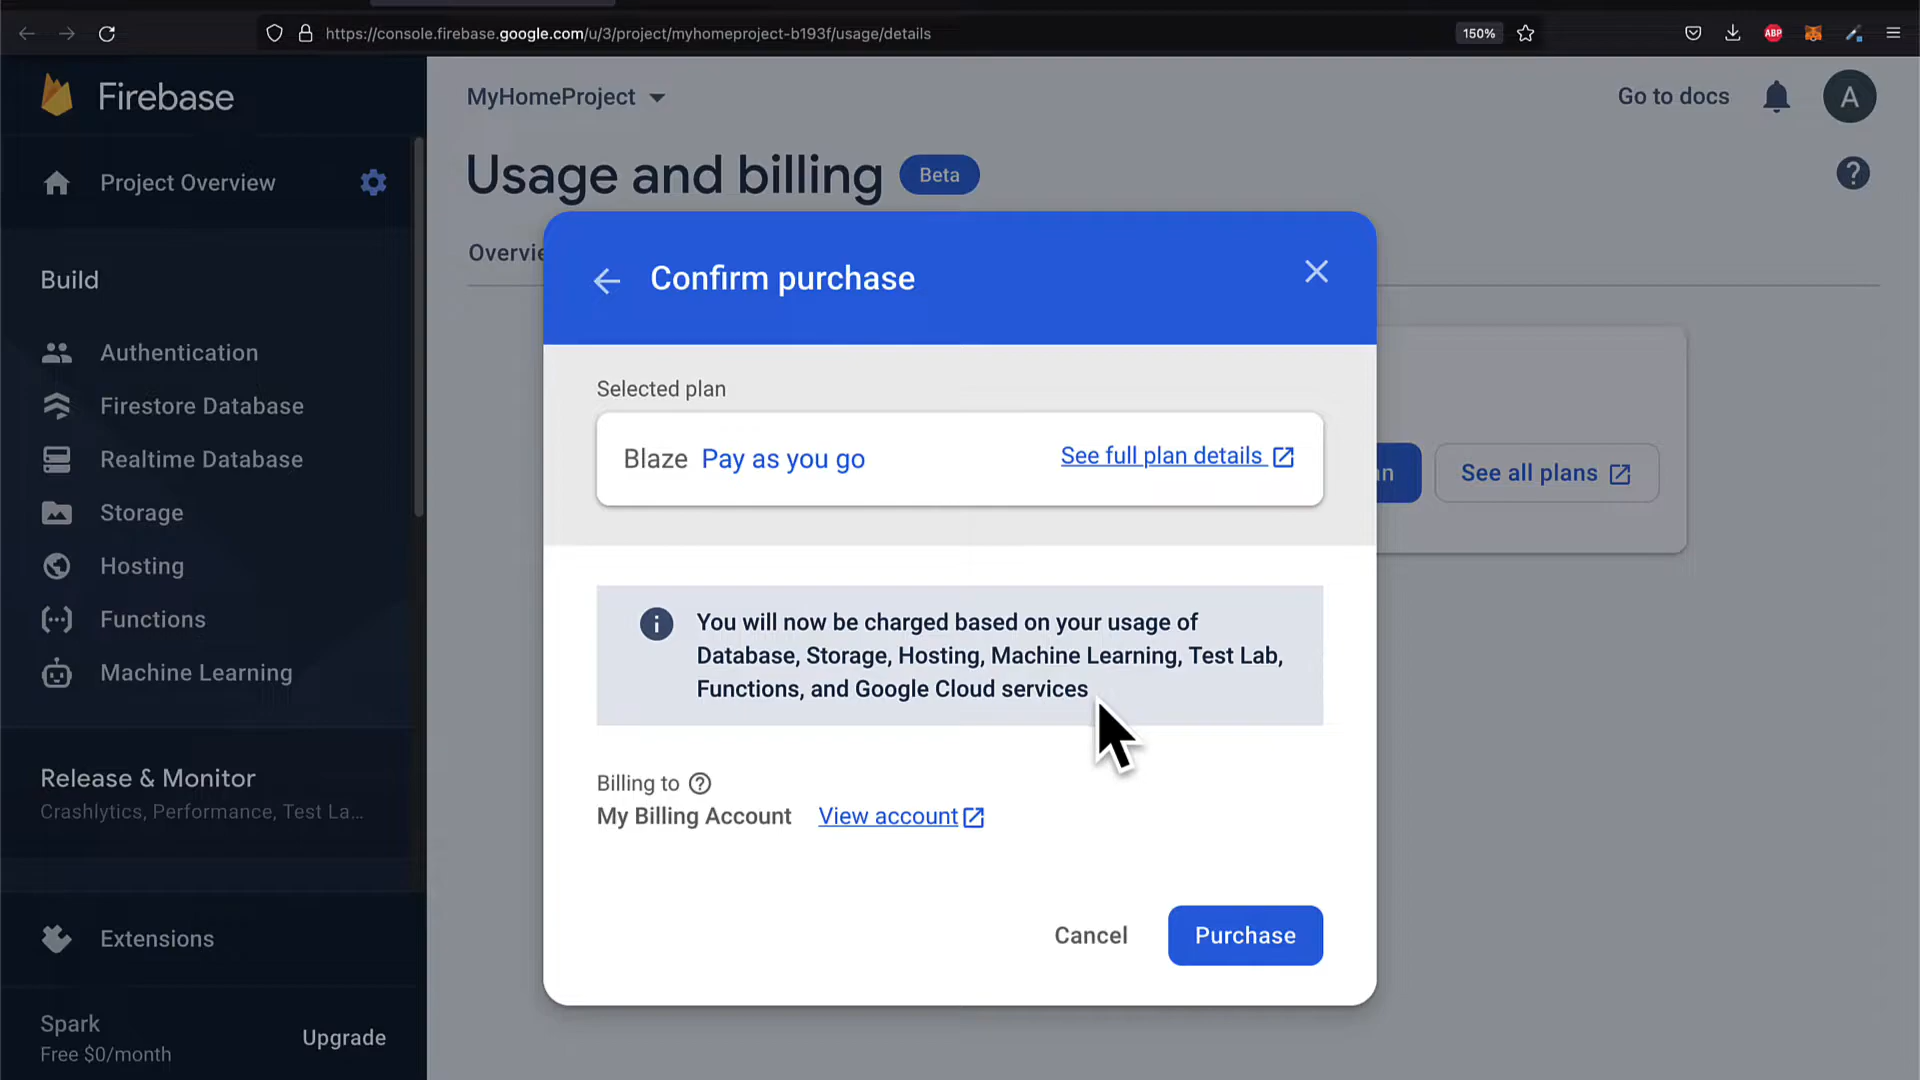 https://console.firebase.google.com/u/3/project/myhomeproject-b193f/usage/details
150%
ABP
Firebase
Project Overview
Build
Authentication
Firestore Database
Realtime Database
Storage
Hosting
Functions
Machine Learning
Release & Monitor
Crashlytics, Performance, Test La...
Extensions
Spark
Free $0/month
Upgrade
MyHomeProject
Go to docs
A
Usage and billing
Beta
Overvie
Confirm purchase
Selected plan
Blaze Pay as you go
See full plan details
See all plans
You will now be charged based on your usage of
Database, Storage, Hosting, Machine Learning, Test Lab,
Functions, and Google Cloud services
Billing to
My Billing Account View account
Cancel
Purchase